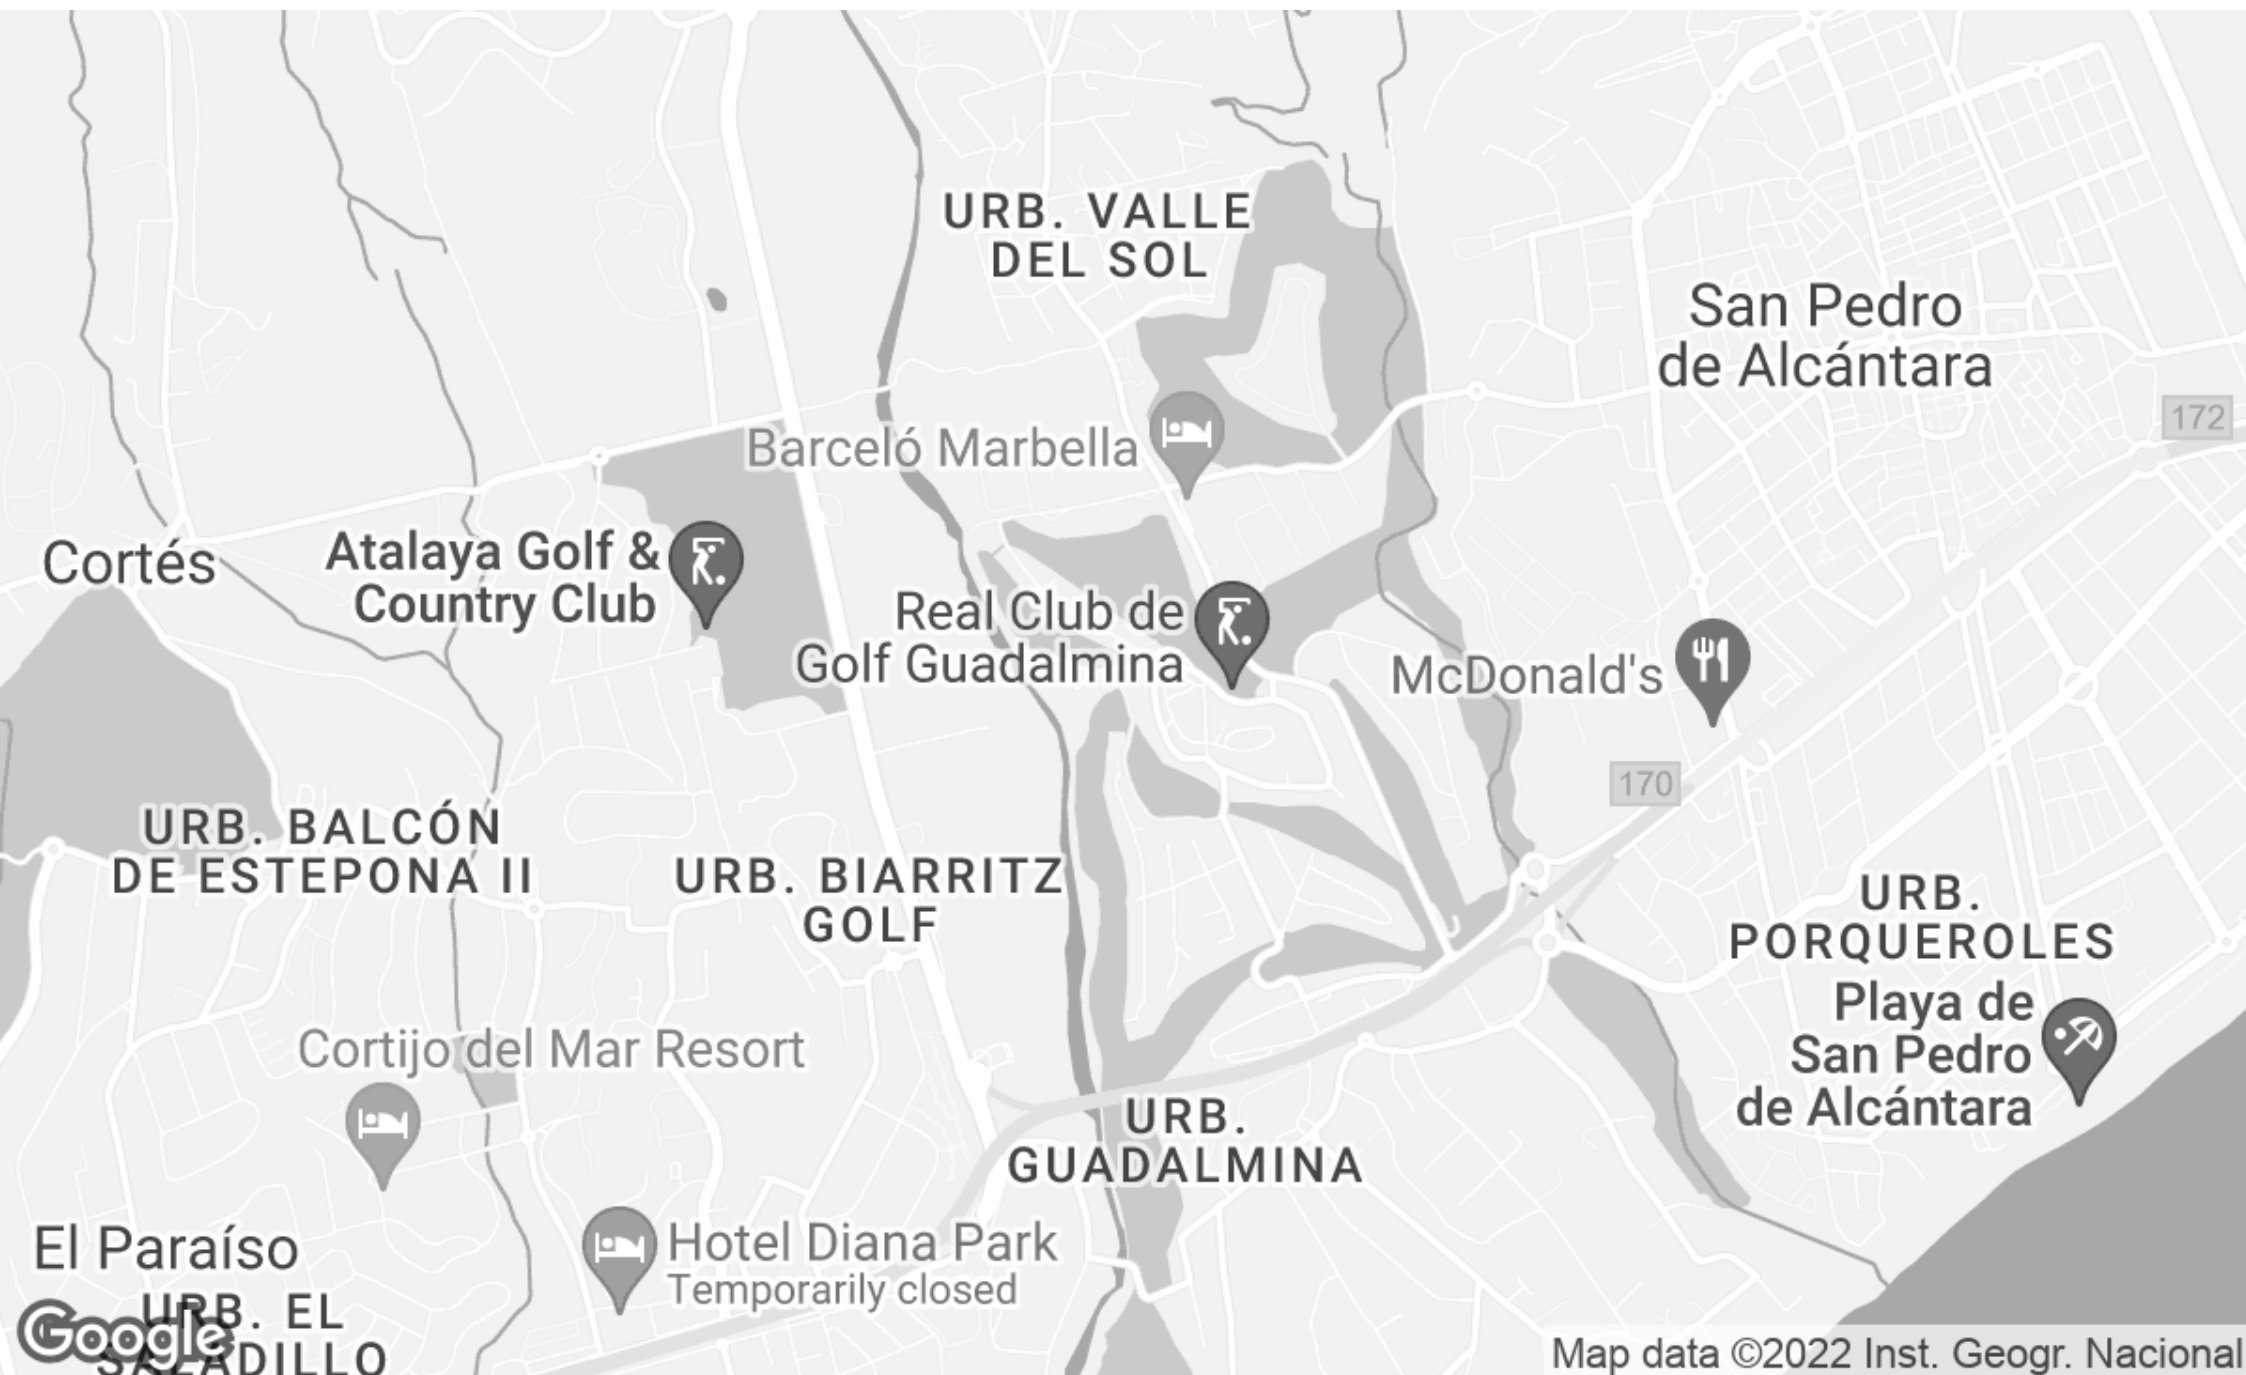 URB. VALLE
DEL SOL
San Pedro
de Alcántara
172
Barceló Marbella
Cortés
Atalaya Golf &
Country Club
Real Club de
Golf Guadalmina
McDonald's
170
URB. BALCÓN
DE ESTEPONA II
URB. BIARRITZ
GOLF
URB.
PORQUEROLES
Playa de
San Pedro
de Alcántara
Cortijo del Mar Resort
URB.
GUADALMINA
El Paraíso
Hotel Diana Park
Temporarily closed
URB. EL
SALADILLO
Google
Map data ©2022 Inst. Geogr. Nacional